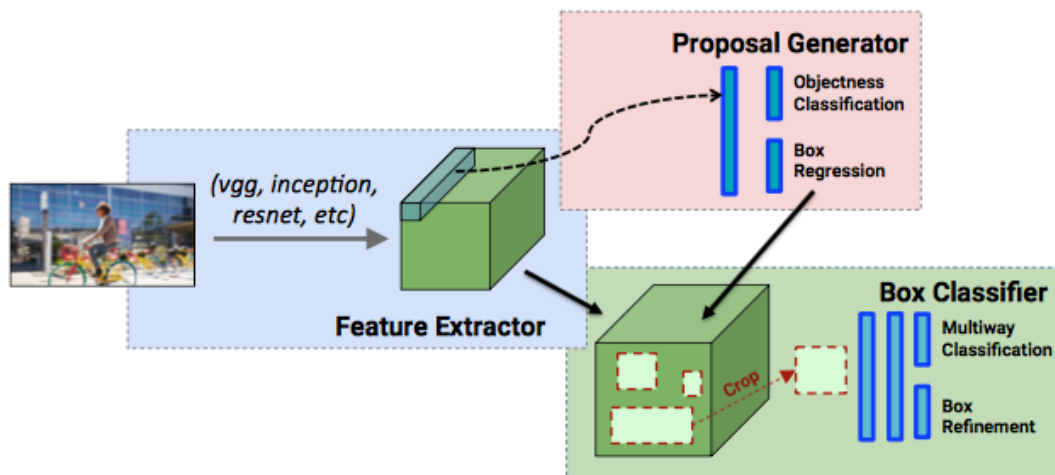 Proposal Generator
Objectness
Classification
Box
Regression
(vgg, inception,
resnet, etc)
Feature Extractor
Box Classifier
Multiway
Classification
Crop
Box
Refinement